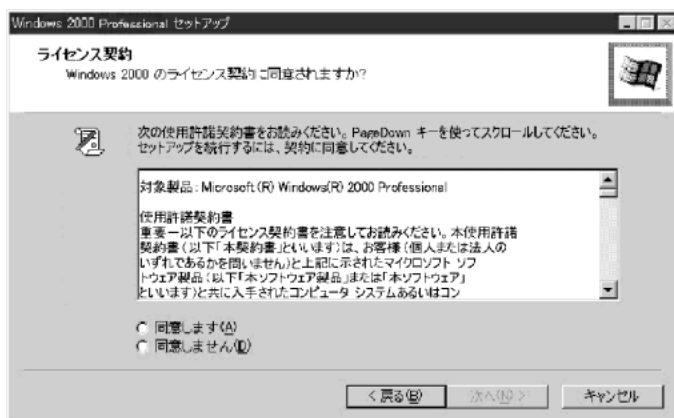 Windows 2000 Professional セットアップ
ライセンス契約
Windows 2000 のライセンス契約に同意されますか?
次の使用許諾契約書をお読みください。PageDown キーを使ってスクロールしてください。
セットアップを続行するには、契約に同意してください。
対象製品 : Microsoft (R) Windows(R) 2000 Professional
使用許諾契約書
重要－以下のライセンス契約書を注意してお読みください。本使用許諾
契約書 (以下「本契約書」といいます) は、お客様 (個人または法人の
いずれであるかを問いません) と上記に示されたマイクロソフト ソフ
トウェア製品 (以下「本ソフトウェア製品」または「本ソフトウェア」
といいます) と共に入手されたコンピュータ システムあるいはコン
同意します(A)
同意しません(D)
< 戻る(B)
次へ(N) >
キャンセル